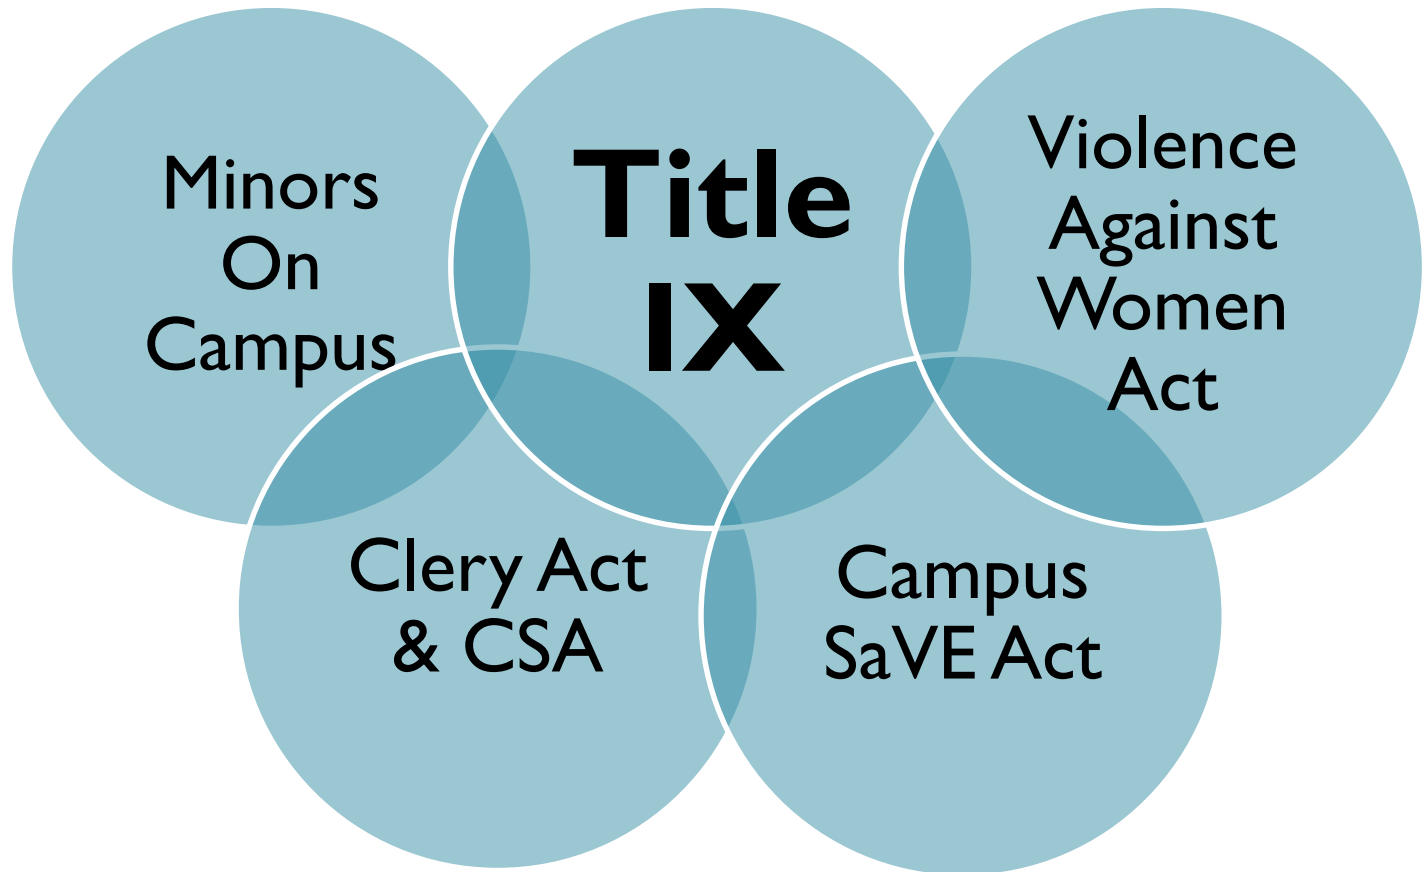 Minors
On
Campus
Title
IX
Violence
Against
Women
Act
Clery Act
& CSA
Campus
SaVE Act